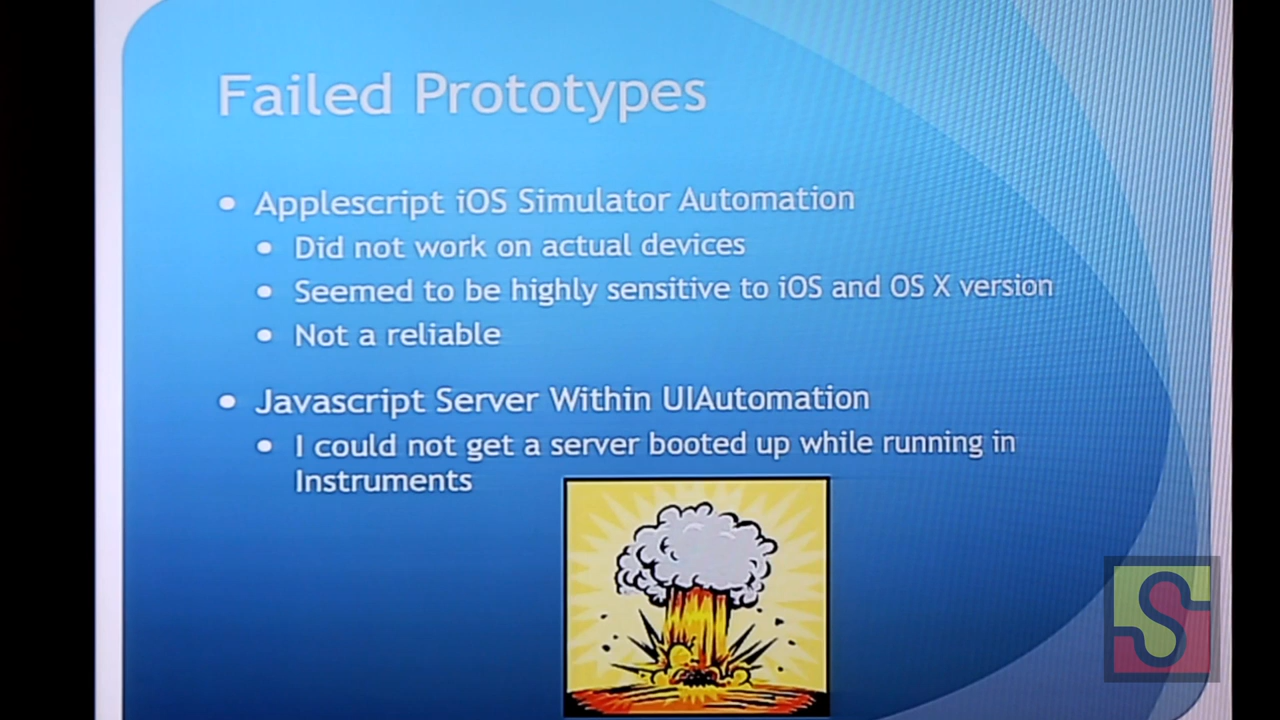 Failed Prototypes
• Applescript iOS Simulator Automation
• Did not work on actual devices
• Seemed to be highly sensitive to iOS and OS X version
• Not a reliable
• Javascript Server Within UIAutomation
• I could not get a server booted up while running in
Instruments
S